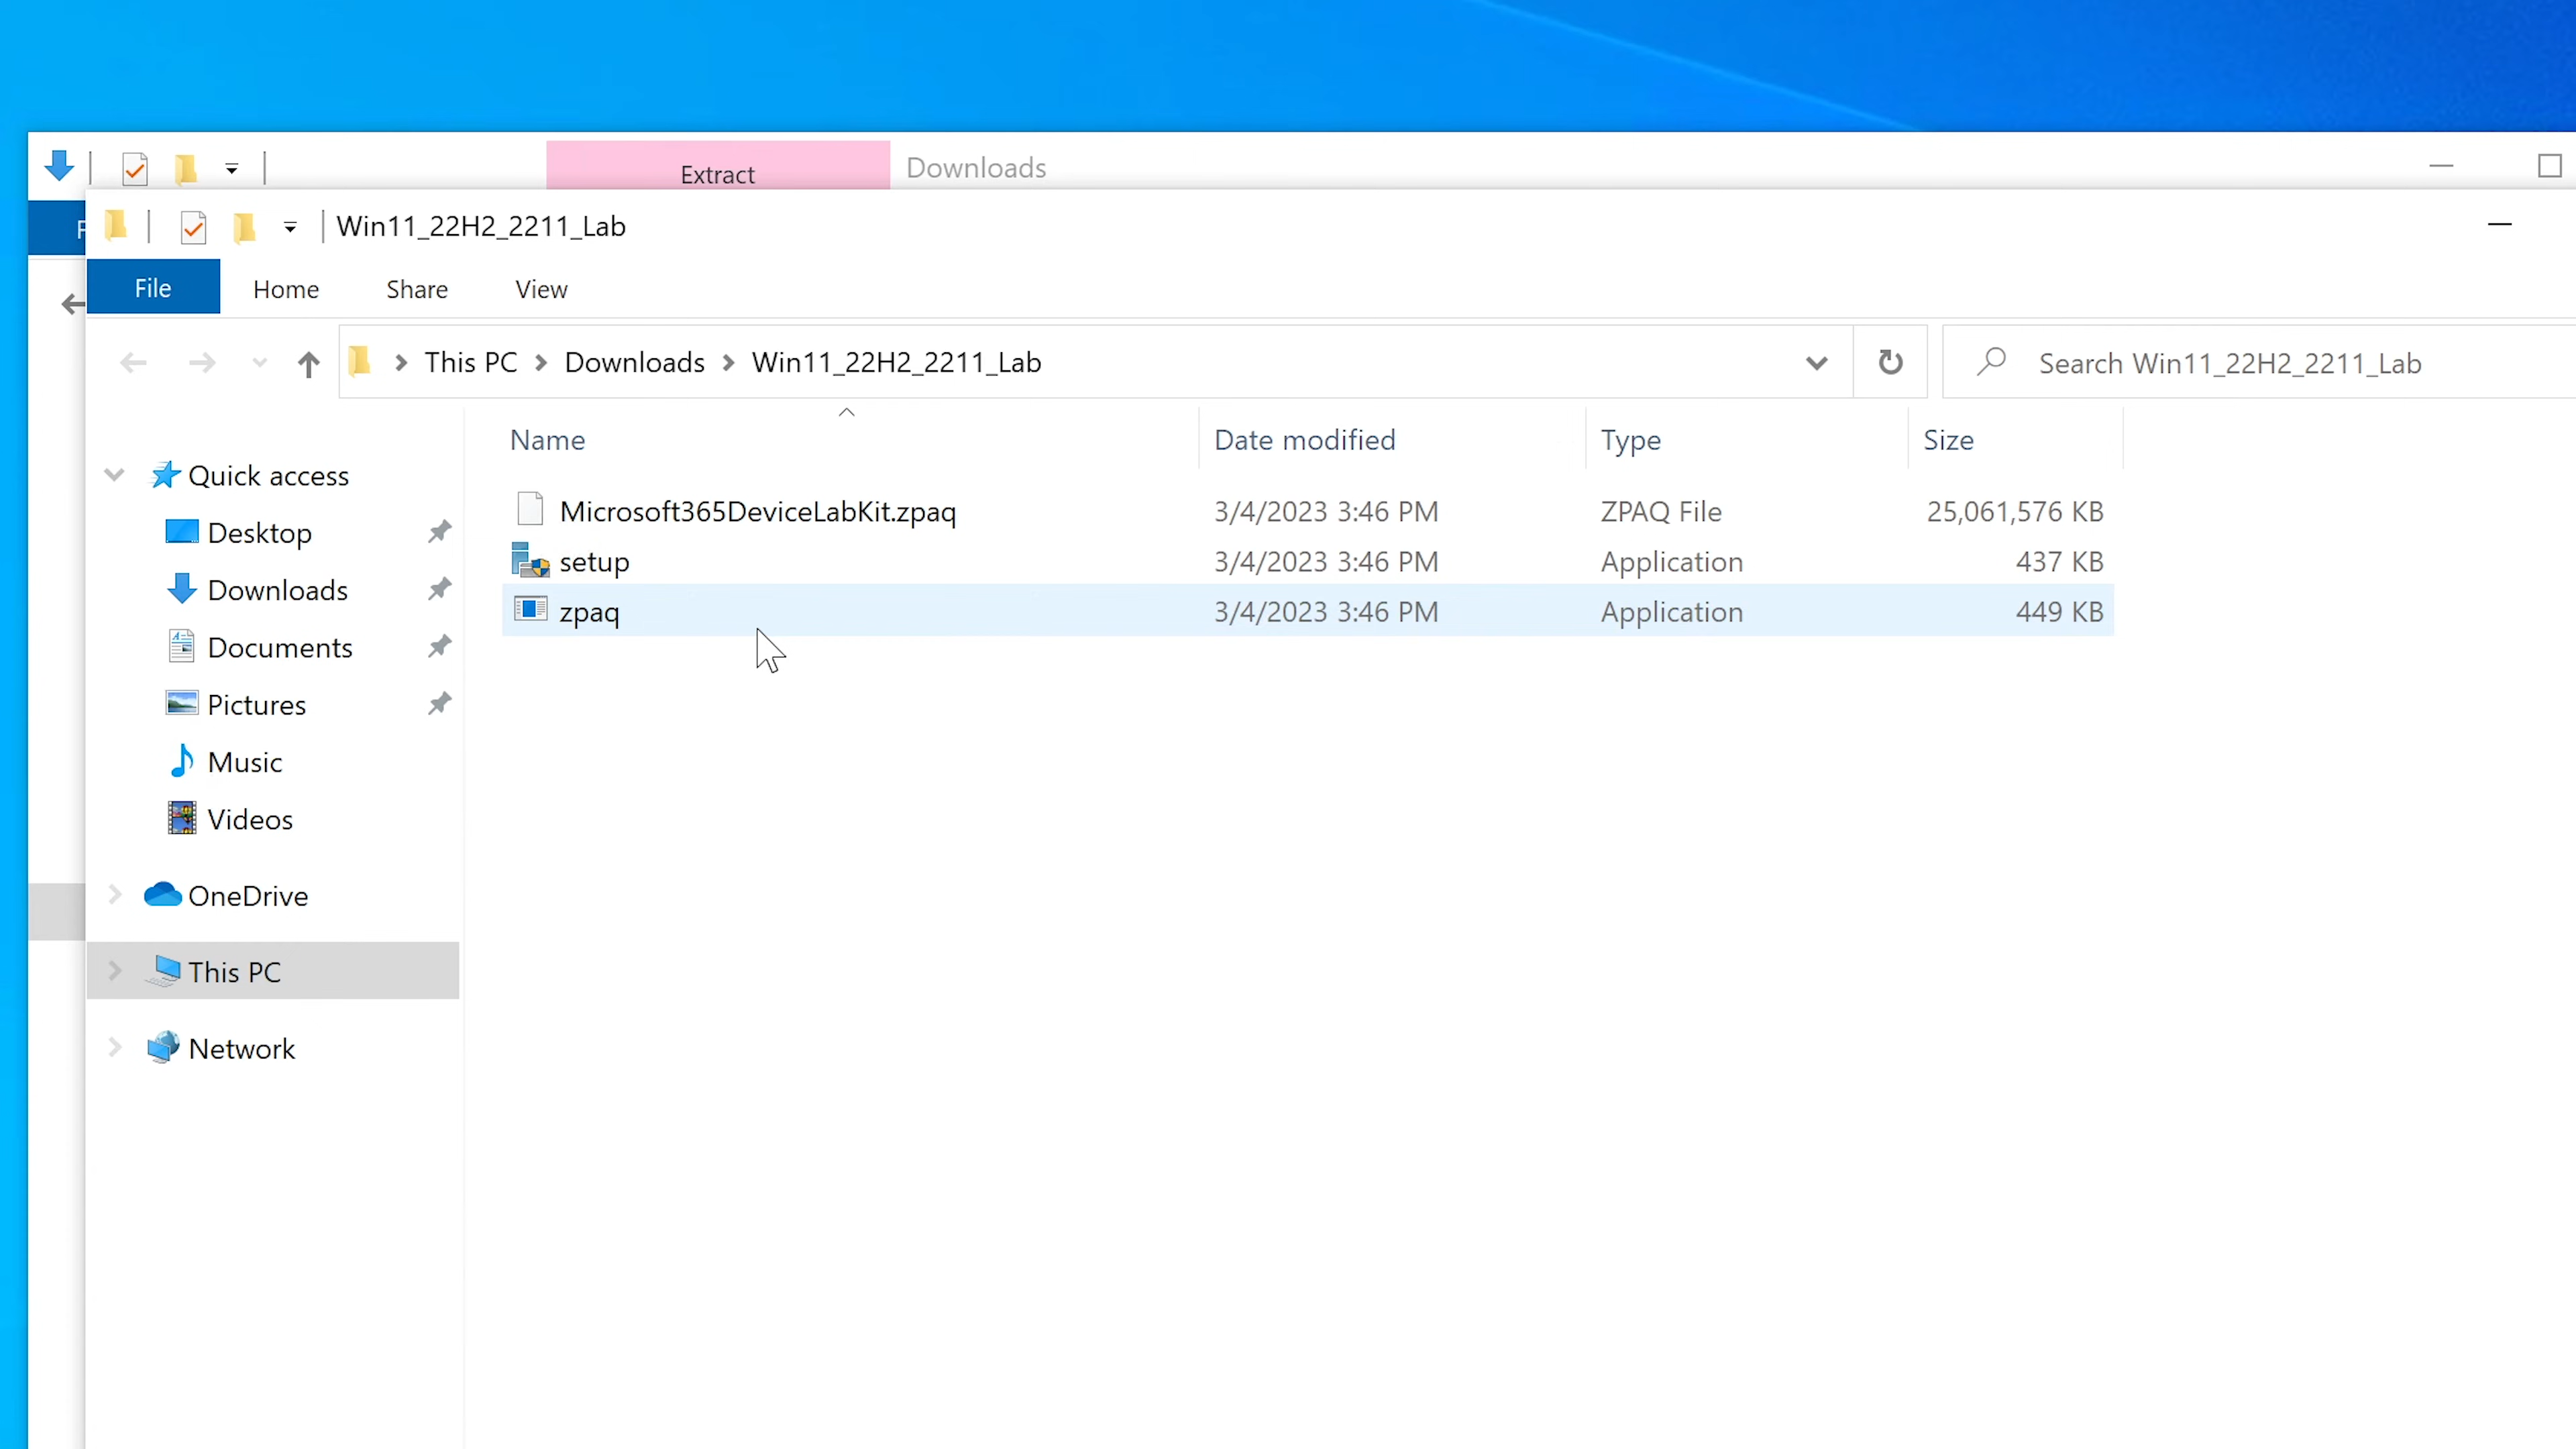 Extract Downloads
F Win11_22H2_2211_Lab
File Home Share View
This PC Downloads Win11_22H2_2211_Lab Search Win11_22H2_2211_Lab
Name Date modified Type Size
Microsoft365DeviceLabKit.zpaq 3/4/2023 3:46 PM ZPAQ File 25,061,576 KB
setup 3/4/2023 3:46 PM Application 437 KB
zpaq 3/4/2023 3:46 PM Application 449 KB
Quick access
Desktop
Downloads
Documents
Pictures
Music
Videos
OneDrive
This PC
Network